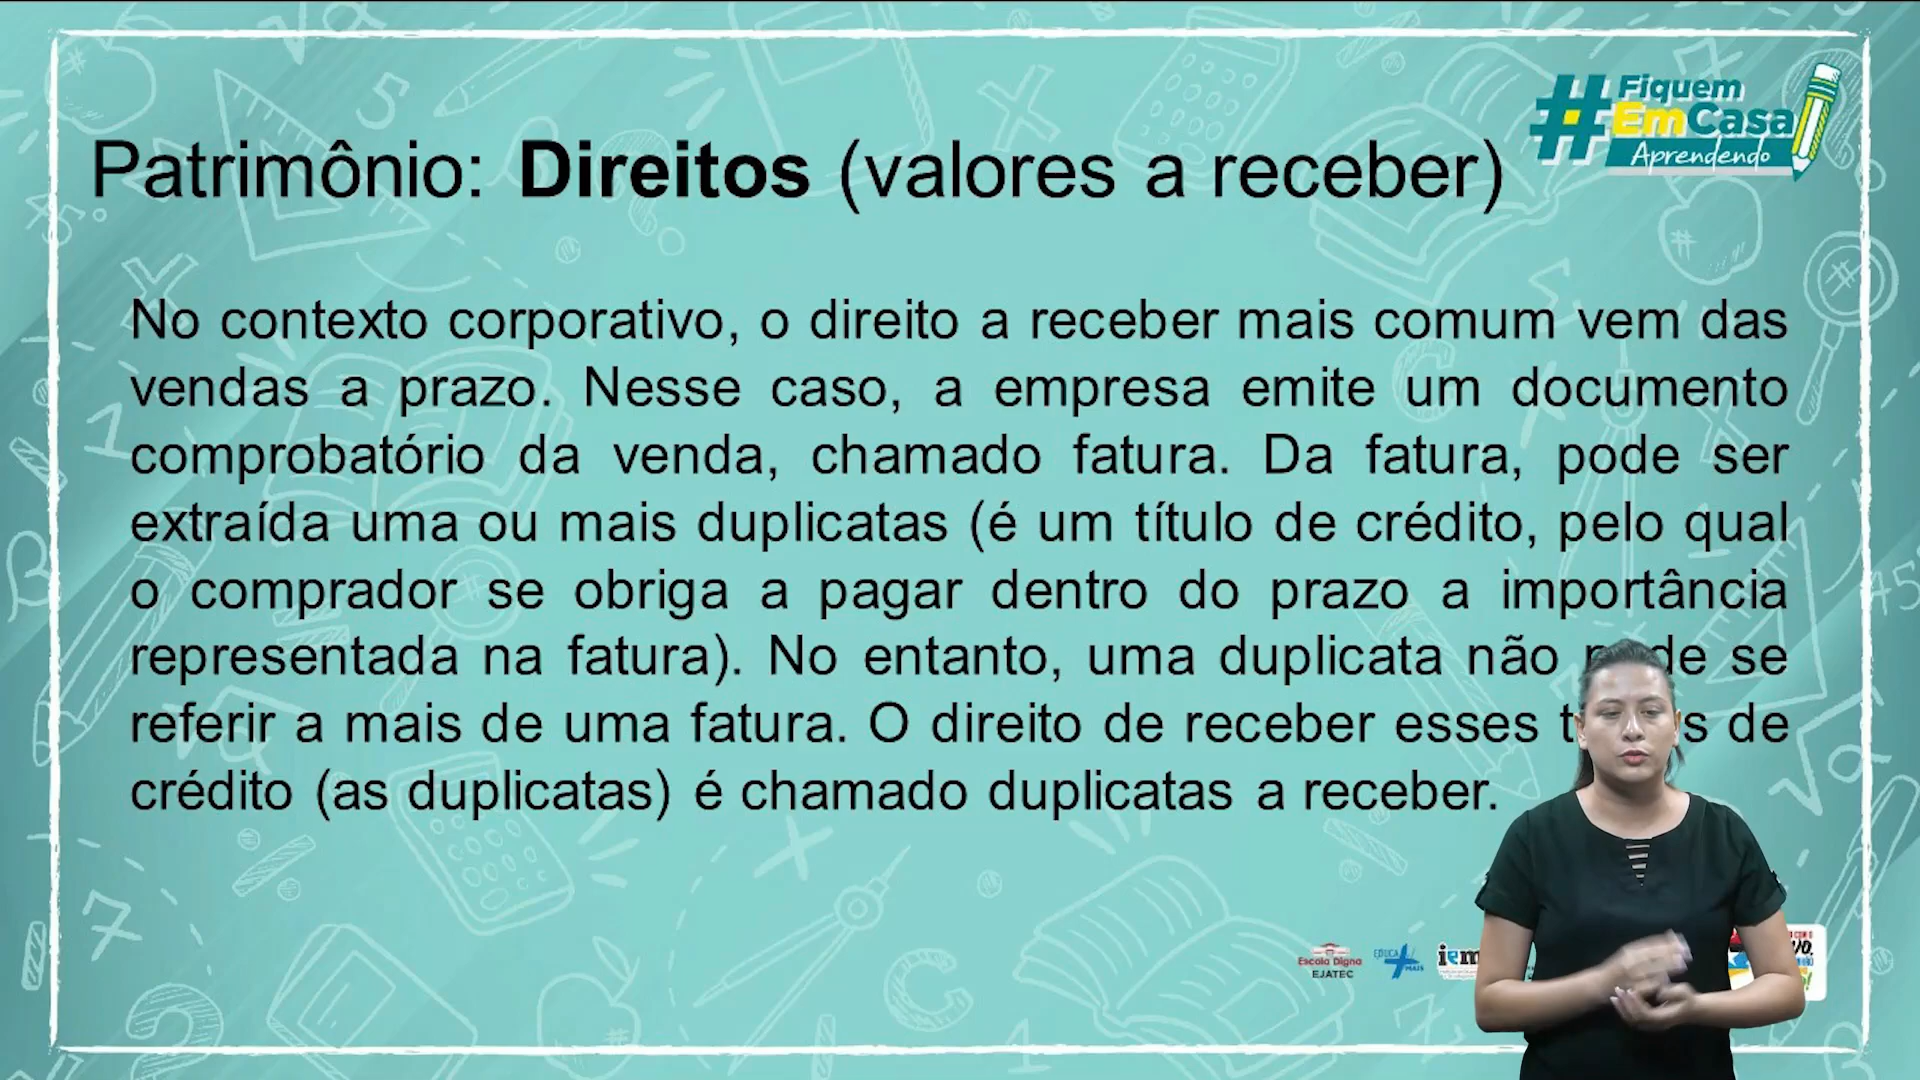 #Fiquem
EmCasa
Aprendendo
Patrimônio: Direitos (valores a receber)
No contexto corporativo, o direito a receber mais comum vem das
vendas a prazo. Nesse caso, a empresa emite um documento
comprobatório da venda, chamado fatura. Da fatura, pode ser
extraída uma ou mais duplicatas (é um título de crédito, pelo qual
o comprador se obriga a pagar dentro do prazo a importância
representada na fatura). No entanto, uma duplicata não de se
referir a mais de uma fatura. O direito de receber esses de
crédito (as duplicatas) é chamado duplicatas a receber.
Escola Digna
EJATEC
EDUCA
MAIS
iem